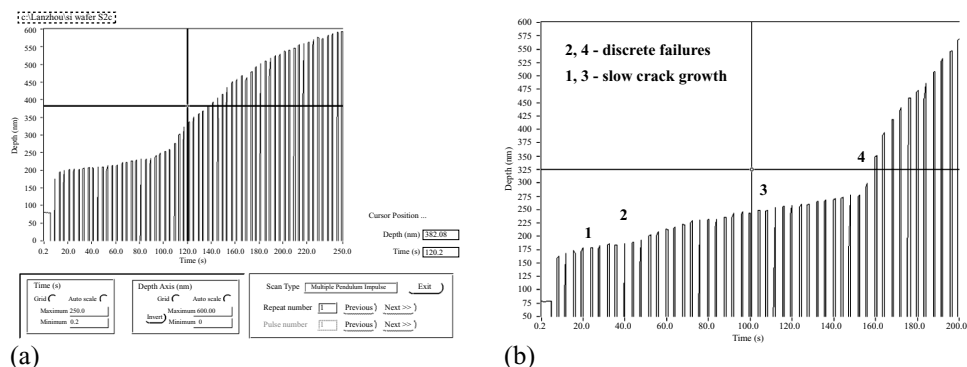 c:\Lanzhou\si wafer S2c
600
550
500
450
400
350
300
250
200
150
100
50
0
Depth (nm)
0.2 20.0 40.0 60.0 80.0 100.0 120.0 140.0 160.0 180.0 200.0 220.0 250.0
Time (s)
Cursor Position ...
Depth (nm) 382.08
Time (s) 120.2
Time (s)
Grid Auto scale
Maximum 250.0
Minimum 0.2
Depth Axis (nm)
Grid Auto scale
Invert Maximum 600.00
Minimum 0
Scan Type Multiple Pendulum Impulse Exit
Repeat number 1 Previous Next >>
Pulse number 1 Previous Next >>
(a)
600
575
550
525
500
475
450
425
400
375
350
325
300
275
250
225
200
175
150
125
100
75
50
Depth (nm)
2, 4 - discrete failures
1, 3 - slow crack growth
1
2
3
4
0.2 20.0 40.0 60.0 80.0 100.0 120.0 140.0 160.0 180.0 200.0
Time (s)
(b)